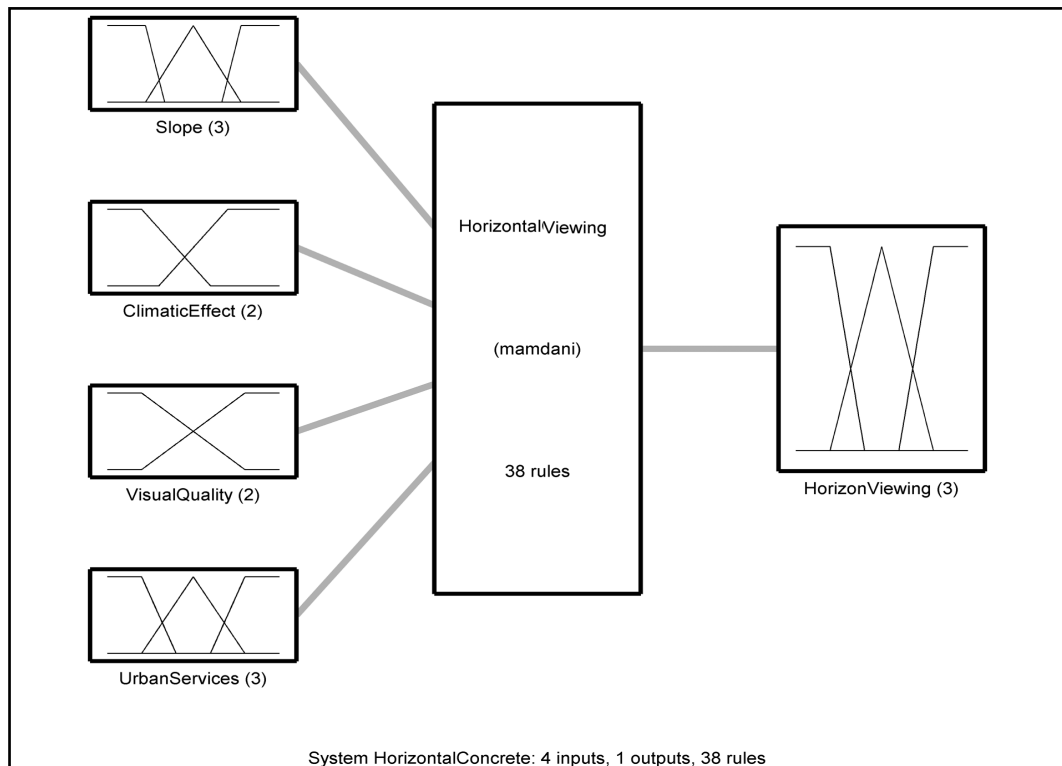 Slope (3)
ClimaticEffect (2)
VisualQuality (2)
UrbanServices (3)
HorizontalViewing
(mamdani)
38 rules
HorizonViewing (3)
System HorizontalConcrete: 4 inputs, 1 outputs, 38 rules